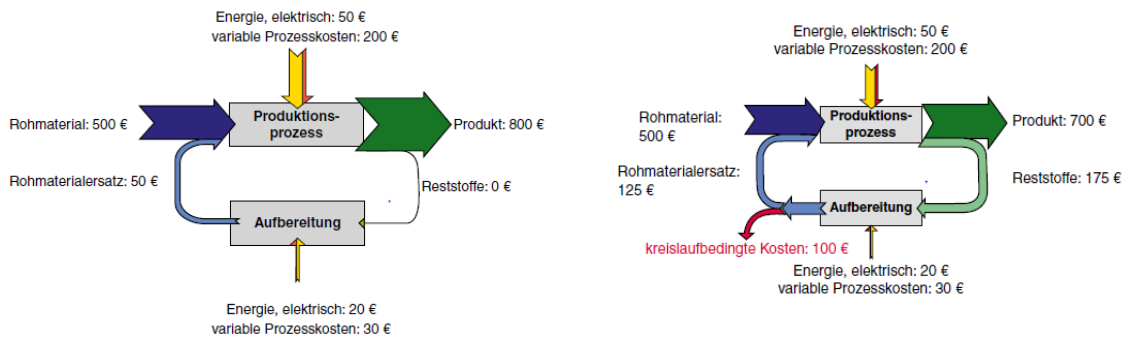 Energie, elektrisch: 50 €
variable Prozesskosten: 200 €
Rohmaterial: 500 €
Produktions-
prozess
Produkt: 800 €
Rohmaterialersatz: 50 €
Reststoffe: 0 €
Aufbereitung
Energie, elektrisch: 20 €
variable Prozesskosten: 30 €
Energie, elektrisch: 50 €
variable Prozesskosten: 200 €
Rohmaterial:
500 €
Produktions-
prozess
Produkt: 700 €
Rohmaterialersatz:
125 €
Reststoffe: 175 €
Aufbereitung
kreislaufbedingte Kosten: 100 €
Energie, elektrisch: 20 €
variable Prozesskosten: 30 €